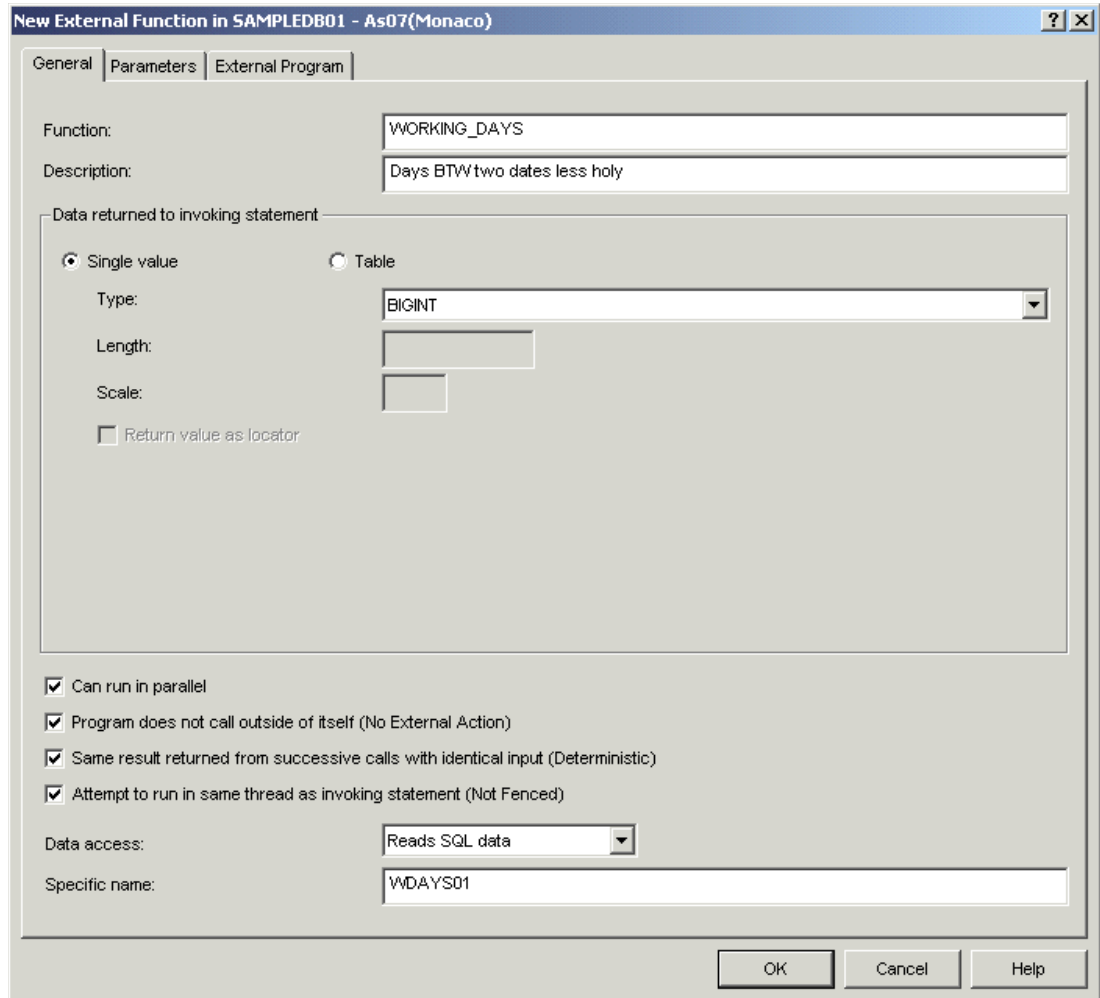 New External Function in SAMPLEDB01 - As07(Monaco)
General Parameters External Program
Function: WORKING_DAYS
Description: Days BTW two dates less holy
Data returned to invoking statement
Single value Table
Type: BIGINT
Length:
Scale:
Return value as locator
Can run in parallel
Program does not call outside of itself (No External Action)
Same result returned from successive calls with identical input (Deterministic)
Attempt to run in same thread as invoking statement (Not Fenced)
Data access: Reads SQL data
Specific name: WDAYS01
OK Cancel Help